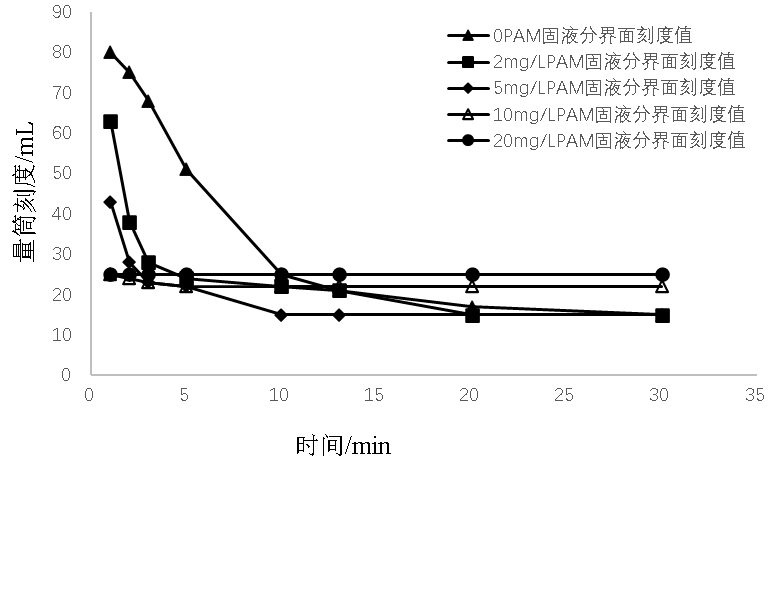 90
80
70
60
50
40
30
20
10
0
量筒刻度/mL
0PAM固液分界面刻度值
2mg/LPAM固液分界面刻度值
5mg/LPAM固液分界面刻度值
10mg/LPAM固液分界面刻度值
20mg/LPAM固液分界面刻度值
0 5 10 15 20 25 30 35
时间/min